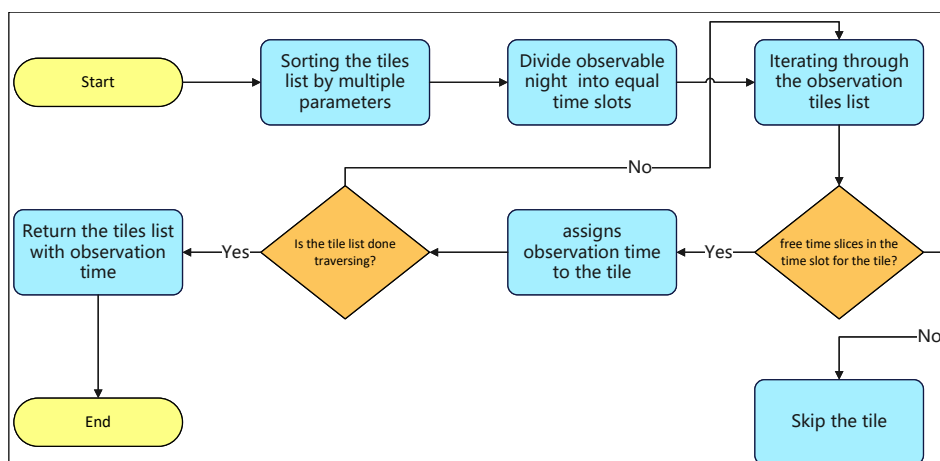 Start
Sorting the tiles
list by multiple
parameters
Divide observable
night into equal
time slots
Iterating through
the observation
tiles list
No
Return the tiles list
with observation
time
Yes
Is the tile list done
traversing?
assigns
observation time
to the tile
Yes
free time slices in the
time slot for the tile?
No
End
Skip the tile